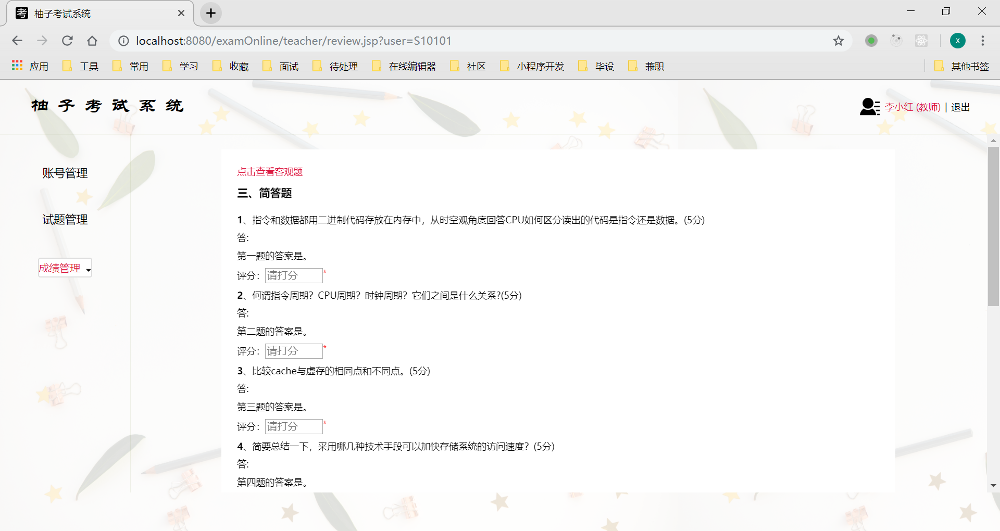 柚子考试系统
localhost:8080/examOnline/teacher/review.jsp?user=S10101
x
应用 工具 常用 学习 收藏 面试 待处理 在线编辑器 社区 小程序开发 毕设 兼职 其他书签
柚子考试系统
李小红 (教师) | 退出
账号管理
试题管理
成绩管理
点击查看客观题
三、简答题
1、指令和数据都用二进制代码存放在内存中，从时空观角度回答CPU如何区分读出的代码是指令还是数据。(5分)
答:
第一题的答案是。
评分： 请打分 *
2、何谓指令周期？CPU周期？时钟周期？它们之间是什么关系?(5分)
答:
第二题的答案是。
评分： 请打分 *
3、比较cache与虚存的相同点和不同点。(5分)
答:
第三题的答案是。
评分： 请打分 *
4、简要总结一下，采用哪几种技术手段可以加快存储系统的访问速度？(5分)
答:
第四题的答案是。